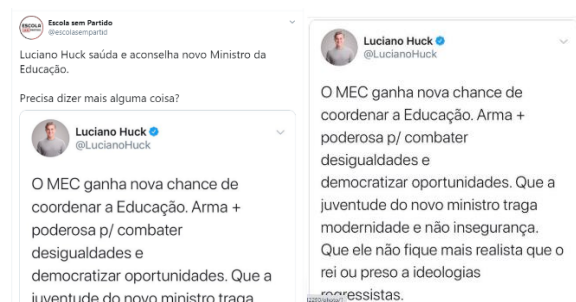 Escola sem Partido
@escolasempartid
Luciano Huck saúda e aconselha novo Ministro da
Educação.
Precisa dizer mais alguma coisa?
Luciano Huck
@LucianoHuck
O MEC ganha nova chance de
coordenar a Educação. Arma +
poderosa p/ combater
desigualdades e
democratizar oportunidades. Que a
juventude do novo ministro traga
Luciano Huck
@LucianoHuck
O MEC ganha nova chance de
coordenar a Educação. Arma +
poderosa p/ combater
desigualdades e
democratizar oportunidades. Que a
juventude do novo ministro traga
modernidade e não insegurança.
Que ele não fique mais realista que o
rei ou preso a ideologias
regressistas.